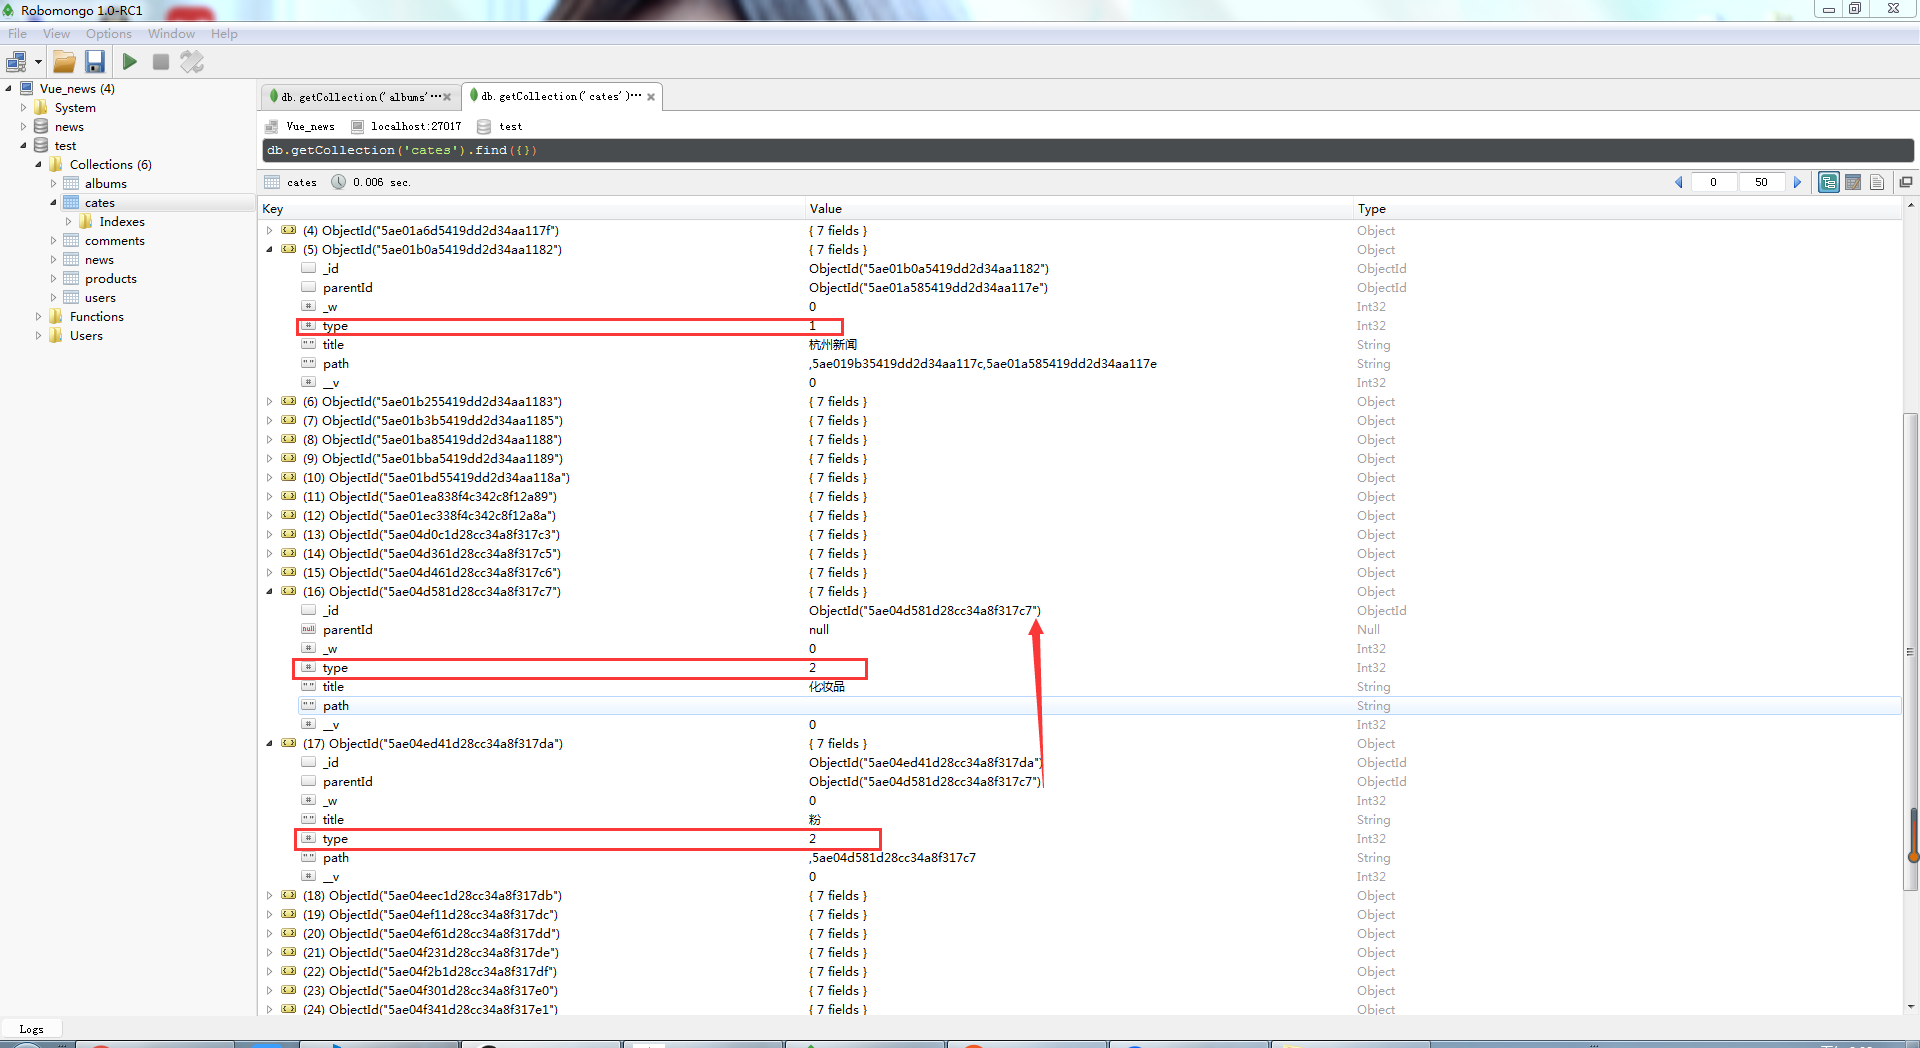 Robomongo 1.0-RC1
File View Options Window Help
Vue_news (4)
System
news
test
Collections (6)
albums
cates
Indexes
comments
news
products
users
Functions
Users
db.getCollection('albums'···
db.getCollection('cates')···
Vue_news localhost:27017 test
db.getCollection('cates').find({})
cates 0.006 sec. 0 50
Key Value Type
(4) ObjectId("5ae01a6d5419dd2d34aa117f") { 7 fields } Object
(5) ObjectId("5ae01b0a5419dd2d34aa1182") { 7 fields } Object
_id ObjectId("5ae01b0a5419dd2d34aa1182") ObjectId
parentId ObjectId("5ae01a585419dd2d34aa117e") ObjectId
# _w 0 Int32
# type 1 Int32
"" title 杭州新闻 String
"" path ,5ae019b35419dd2d34aa117c,5ae01a585419dd2d34aa117e String
# __v 0 Int32
(6) ObjectId("5ae01b255419dd2d34aa1183") { 7 fields } Object
(7) ObjectId("5ae01b3b5419dd2d34aa1185") { 7 fields } Object
(8) ObjectId("5ae01ba85419dd2d34aa1188") { 7 fields } Object
(9) ObjectId("5ae01bba5419dd2d34aa1189") { 7 fields } Object
(10) ObjectId("5ae01bd55419dd2d34aa118a") { 7 fields } Object
(11) ObjectId("5ae01ea838f4c342c8f12a89") { 7 fields } Object
(12) ObjectId("5ae01ec338f4c342c8f12a8a") { 7 fields } Object
(13) ObjectId("5ae04d0c1d28cc34a8f317c3") { 7 fields } Object
(14) ObjectId("5ae04d361d28cc34a8f317c5") { 7 fields } Object
(15) ObjectId("5ae04d461d28cc34a8f317c6") { 7 fields } Object
(16) ObjectId("5ae04d581d28cc34a8f317c7") { 7 fields } Object
_id ObjectId("5ae04d581d28cc34a8f317c7") ObjectId
null parentId null Null
# _w 0 Int32
# type 2 Int32
"" title 化妆品 String
"" path String
# __v 0 Int32
(17) ObjectId("5ae04ed41d28cc34a8f317da") { 7 fields } Object
_id ObjectId("5ae04ed41d28cc34a8f317da") ObjectId
parentId ObjectId("5ae04d581d28cc34a8f317c7") ObjectId
# _w 0 Int32
"" title 粉 String
# type 2 Int32
"" path ,5ae04d581d28cc34a8f317c7 String
# __v 0 Int32
(18) ObjectId("5ae04eec1d28cc34a8f317db") { 7 fields } Object
(19) ObjectId("5ae04ef11d28cc34a8f317dc") { 7 fields } Object
(20) ObjectId("5ae04ef61d28cc34a8f317dd") { 7 fields } Object
(21) ObjectId("5ae04f231d28cc34a8f317de") { 7 fields } Object
(22) ObjectId("5ae04f2b1d28cc34a8f317df") { 7 fields } Object
(23) ObjectId("5ae04f301d28cc34a8f317e0") { 7 fields } Object
(24) ObjectId("5ae04f341d28cc34a8f317e1") { 7 fields } Object
Logs